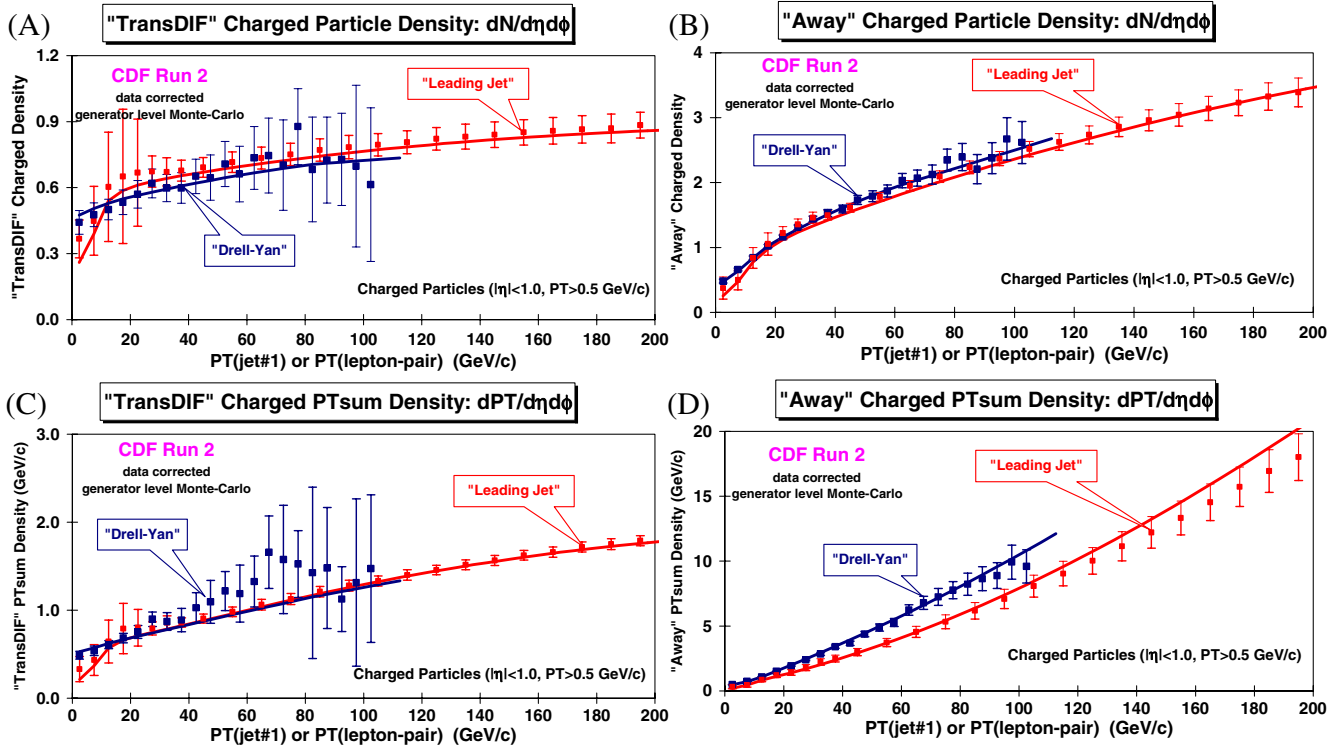 (A)
"TransDIF" Charged Particle Density: dN/dηdϕ
1.2
0.9
0.6
0.3
0.0
"TransDIF" Charged Density
CDF Run 2
data corrected
generator level Monte-Carlo
"Leading Jet"
"Drell-Yan"
Charged Particles (|η|<1.0, PT>0.5 GeV/c)
0 20 40 60 80 100 120 140 160 180 200
PT(jet#1) or PT(lepton-pair) (GeV/c)
(B)
"Away" Charged Particle Density: dN/dηdϕ
4
3
2
1
0
"Away" Charged Density
CDF Run 2
data corrected
generator level Monte-Carlo
"Leading Jet"
"Drell-Yan"
Charged Particles (|η|<1.0, PT>0.5 GeV/c)
0 20 40 60 80 100 120 140 160 180 200
PT(jet#1) or PT(lepton-pair) (GeV/c)
(C)
"TransDIF" Charged PTsum Density: dPT/dηdϕ
3.0
2.0
1.0
0.0
"TransDIF" PTsum Density (GeV/c)
CDF Run 2
data corrected
generator level Monte-Carlo
"Leading Jet"
"Drell-Yan"
Charged Particles (|η|<1.0, PT>0.5 GeV/c)
0 20 40 60 80 100 120 140 160 180 200
PT(jet#1) or PT(lepton-pair) (GeV/c)
(D)
"Away" Charged PTsum Density: dPT/dηdϕ
20
15
10
5
0
"Away" PTsum Density (GeV/c)
CDF Run 2
data corrected
generator level Monte-Carlo
"Leading Jet"
"Drell-Yan"
Charged Particles (|η|<1.0, PT>0.5 GeV/c)
0 20 40 60 80 100 120 140 160 180 200
PT(jet#1) or PT(lepton-pair) (GeV/c)